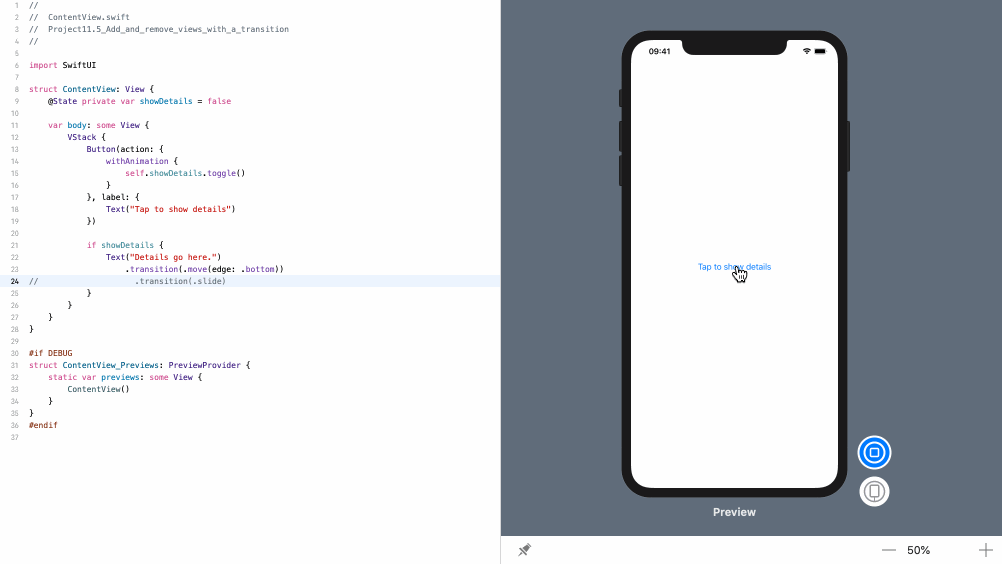 1 //
2 //  ContentView.swift
3 //  Project11.5_Add_and_remove_views_with_a_transition
4 //
5
6 import SwiftUI
7
8 struct ContentView: View {
9     @State private var showDetails = false
10
11     var body: some View {
12         VStack {
13             Button(action: {
14                 withAnimation {
15                     self.showDetails.toggle()
16                 }
17             }, label: {
18                 Text("Tap to show details")
19             })
20
21             if showDetails {
22                 Text("Details go here.")
23                     .transition(.move(edge: .bottom))
24 //                    .transition(.slide)
25             }
26         }
27     }
28 }
29
30 #if DEBUG
31 struct ContentView_Previews: PreviewProvider {
32     static var previews: some View {
33         ContentView()
34     }
35 }
36 #endif
37
09:41
Tap to show details
Preview
50%